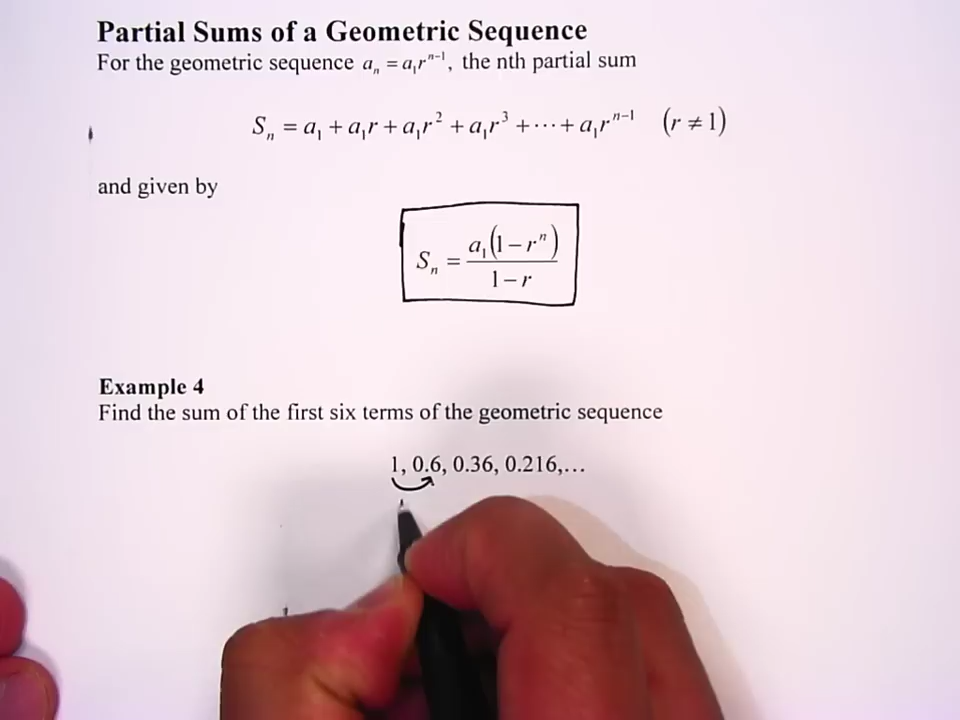 Partial Sums of a Geometric Sequence
For the geometric sequence aₙ = a₁rⁿ⁻¹, the nth partial sum
Sₙ = a₁ + a₁r + a₁r² + a₁r³ + ⋯ + a₁rⁿ⁻¹ (r ≠ 1)
and given by
Sₙ = a₁(1 − rⁿ) / (1 − r)
Example 4
Find the sum of the first six terms of the geometric sequence
1, 0.6, 0.36, 0.216,…